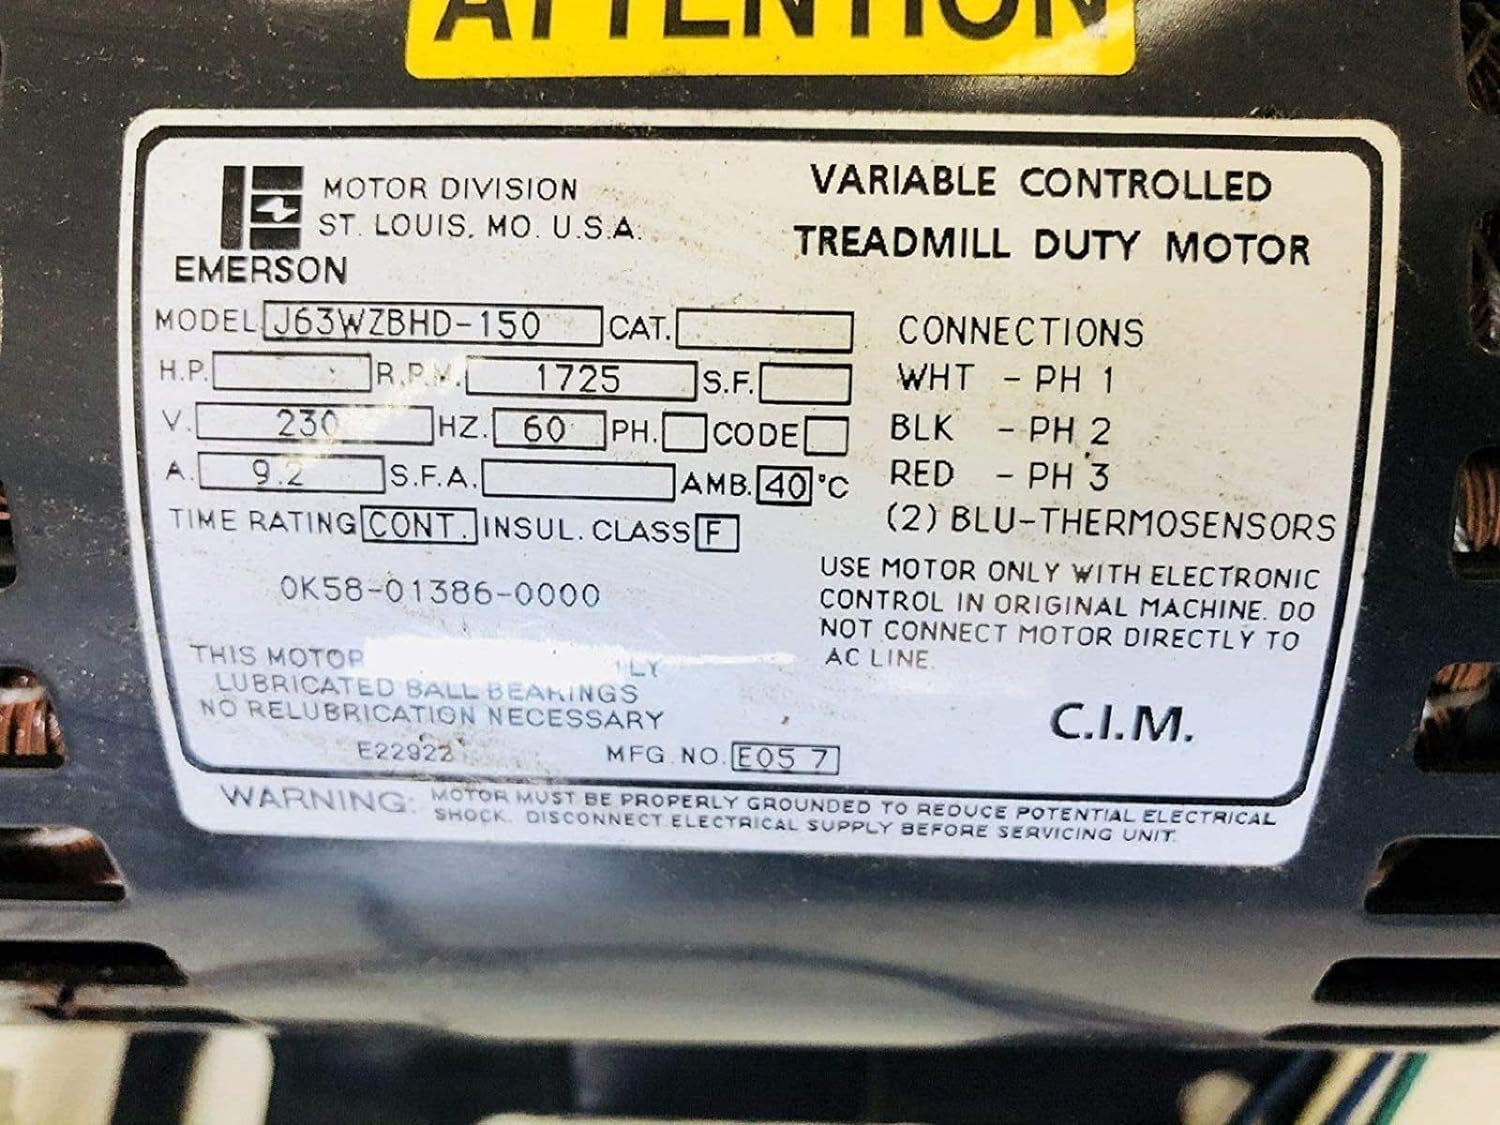 ATTENTION
MOTOR DIVISION
ST. LOUIS, MO. U.S.A.
EMERSON
VARIABLE CONTROLLED
TREADMILL DUTY MOTOR
MODEL J63WZBHD-150 CAT.
H.P. R.P.M. 1725 S.F.
V. 230 HZ. 60 PH. CODE
A. 9.2 S.F.A. AMB. 40 °C
TIME RATING CONT. INSUL. CLASS F
0K58-01386-0000
THIS MOTOR
LUBRICATED BALL BEARINGS
NO RELUBRICATION NECESSARY
E22922 MFG. NO. E05 7
CONNECTIONS
WHT - PH 1
BLK - PH 2
RED - PH 3
(2) BLU-THERMOSENSORS
USE MOTOR ONLY WITH ELECTRONIC
CONTROL IN ORIGINAL MACHINE. DO
NOT CONNECT MOTOR DIRECTLY TO
AC LINE.
C.I.M.
WARNING: MOTOR MUST BE PROPERLY GROUNDED TO REDUCE POTENTIAL ELECTRICAL
SHOCK. DISCONNECT ELECTRICAL SUPPLY BEFORE SERVICING UNIT.